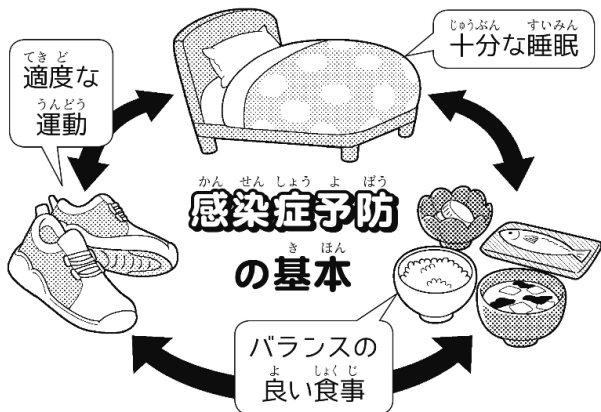 じゅうぶん すいみん
十分な睡眠
てき ど
適度な
うんどう
運動
かん せん しょう よ ぼう
感染症予防
き ほん
の基本
バランスの
よ しょく じ
良い食事